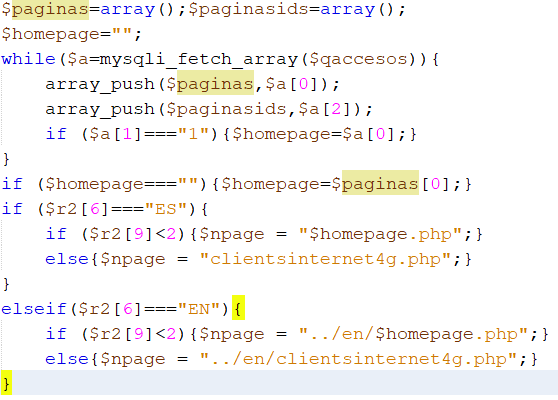 $paginas=array();$paginasids=array();
$homepage="";
while($a=mysqli_fetch_array($qaccesos)){
    array_push($paginas,$a[0]);
    array_push($paginasids,$a[2]);
    if ($a[1]==="1"){$homepage=$a[0];}
}
if ($homepage===""){$homepage=$paginas[0];}
if ($r2[6]==="ES"){
    if ($r2[9]<2){$npage = "$homepage.php";}
    else{$npage = "clientsinternet4g.php";}
}
elseif($r2[6]==="EN"){
    if ($r2[9]<2){$npage = "../en/$homepage.php";}
    else{$npage = "../en/clientsinternet4g.php";}
}